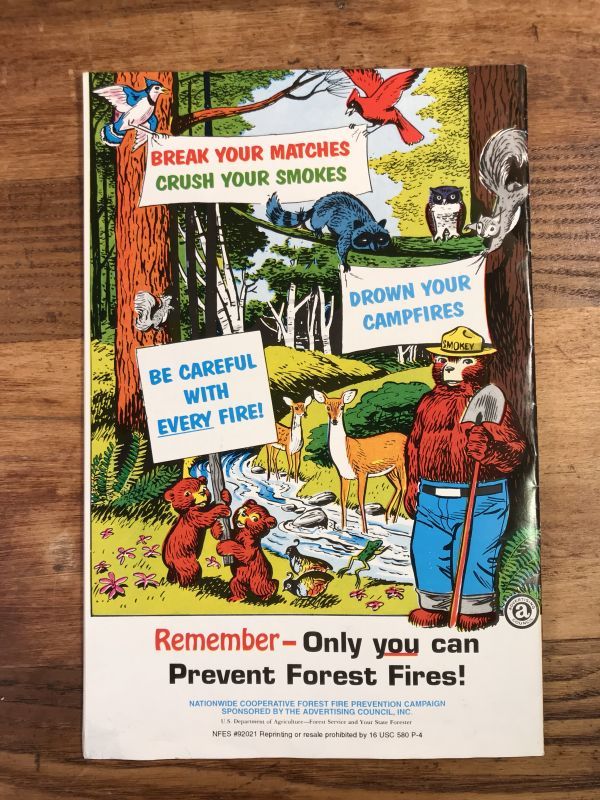 BREAK YOUR MATCHES
CRUSH YOUR SMOKES
DROWN YOUR
CAMPFIRES
SMOKEY
BE CAREFUL
WITH
EVERY FIRE!
a
Remember— Only you can
Prevent Forest Fires!
NATIONWIDE COOPERATIVE FOREST FIRE PREVENTION CAMPAIGN
SPONSORED BY THE ADVERTISING COUNCIL, INC.
U.S. Department of Agriculture—Forest Service and Your State Forester
NFES #92021 Reprinting or resale prohibited by 16 USC 580 P-4